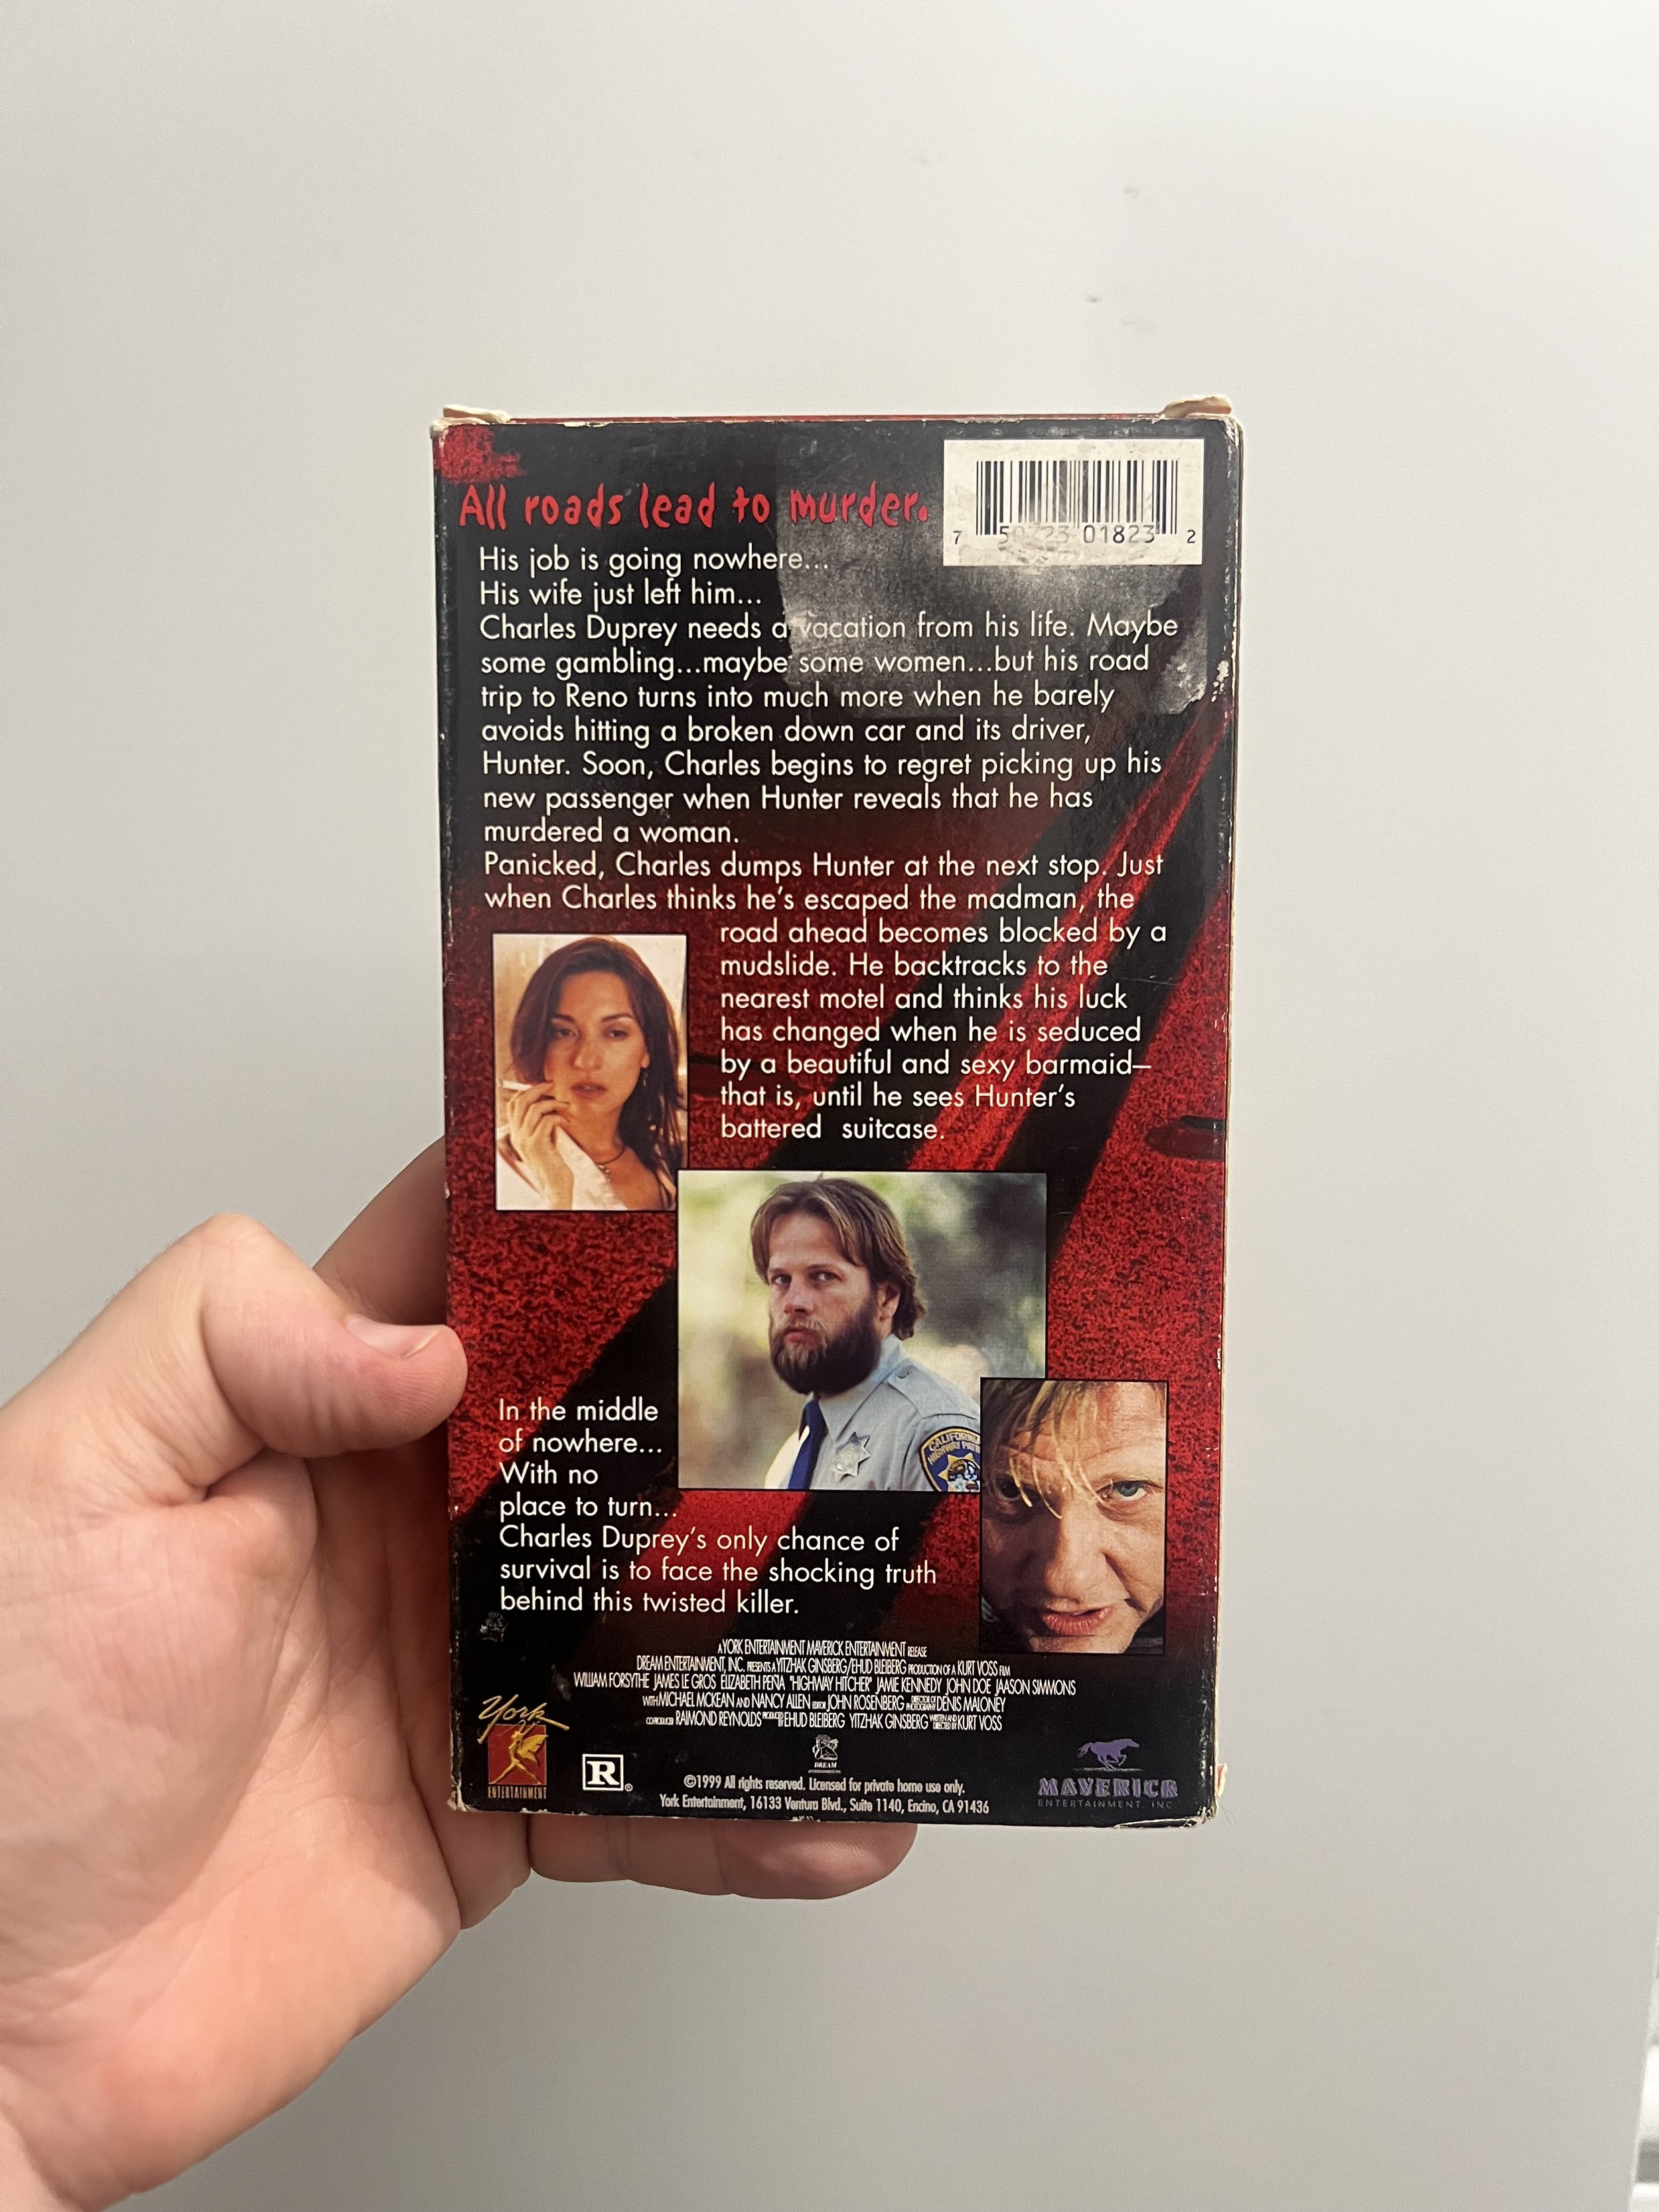 All roads lead to murder.
7 50723 01823 2
His job is going nowhere...
His wife just left him...
Charles Duprey needs a vacation from his life. Maybe
some gambling...maybe some women...but his road
trip to Reno turns into much more when he barely
avoids hitting a broken down car and its driver,
Hunter. Soon, Charles begins to regret picking up his
new passenger when Hunter reveals that he has
murdered a woman.
Panicked, Charles dumps Hunter at the next stop. Just
when Charles thinks he's escaped the madman, the
road ahead becomes blocked by a
mudslide. He backtracks to the
nearest motel and thinks his luck
has changed when he is seduced
by a beautiful and sexy barmaid—
that is, until he sees Hunter's
battered suitcase.
CALIFORNIA
HIGHWAY
In the middle
of nowhere...
With no
place to turn...
Charles Duprey's only chance of
survival is to face the shocking truth
behind this twisted killer.
A YORK ENTERTAINMENT MAVERICK ENTERTAINMENT RELEASE
DREAM ENTERTAINMENT, INC. PRESENTS A YITZHAK GINSBERG/EHUD BLEIBERG PRODUCTION OF A KURT VOSS FILM
WILLIAM FORSYTHE JAMES LE GROS ELIZABETH PEÑA "HIGHWAY HITCHER" JAMIE KENNEDY JOHN DOE JAASON SIMMONS
WITH MICHAEL MCKEAN AND NANCY ALLEN EDITOR JOHN ROSENBERG DIRECTOR OF PHOTOGRAPHY DENIS MALONEY
CO-PRODUCER RAIMOND REYNOLDS PRODUCED BY EHUD BLEIBERG YITZHAK GINSBERG WRITTEN AND DIRECTED BY KURT VOSS
York
ENTERTAINMENT
R
DREAM
MAVERICK
ENTERTAINMENT, INC.
©1999 All rights reserved. Licensed for private home use only.
York Entertainment, 16133 Ventura Blvd., Suite 1140, Encino, CA 91436